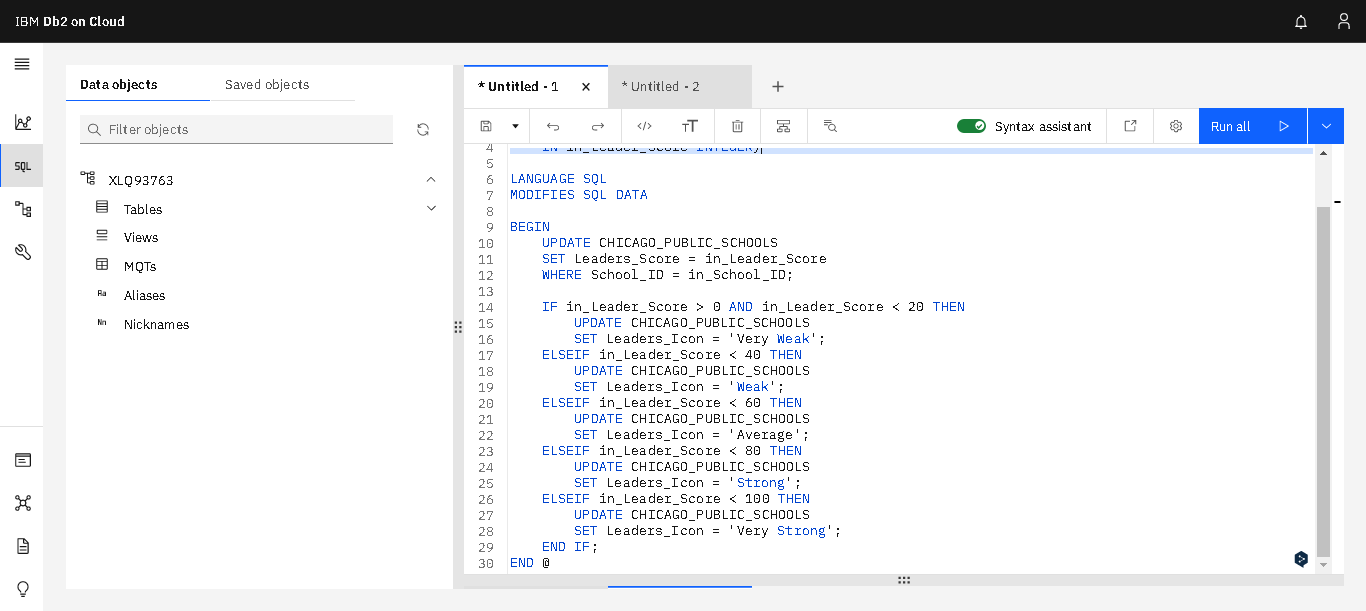 IBM Db2 on Cloud
Data objects
Saved objects
* Untitled - 1
* Untitled - 2
Filter objects
Syntax assistant
Run all
SQL
XLQ93763
Tables
Views
MQTs
Aliases
Nicknames
4 IN in_Leader_Score INTEGER)
5
6 LANGUAGE SQL
7 MODIFIES SQL DATA
8
9 BEGIN
10 UPDATE CHICAGO_PUBLIC_SCHOOLS
11 SET Leaders_Score = in_Leader_Score
12 WHERE School_ID = in_School_ID;
13
14 IF in_Leader_Score > 0 AND in_Leader_Score < 20 THEN
15 UPDATE CHICAGO_PUBLIC_SCHOOLS
16 SET Leaders_Icon = 'Very Weak';
17 ELSEIF in_Leader_Score < 40 THEN
18 UPDATE CHICAGO_PUBLIC_SCHOOLS
19 SET Leaders_Icon = 'Weak';
20 ELSEIF in_Leader_Score < 60 THEN
21 UPDATE CHICAGO_PUBLIC_SCHOOLS
22 SET Leaders_Icon = 'Average';
23 ELSEIF in_Leader_Score < 80 THEN
24 UPDATE CHICAGO_PUBLIC_SCHOOLS
25 SET Leaders_Icon = 'Strong';
26 ELSEIF in_Leader_Score < 100 THEN
27 UPDATE CHICAGO_PUBLIC_SCHOOLS
28 SET Leaders_Icon = 'Very Strong';
29 END IF;
30 END @